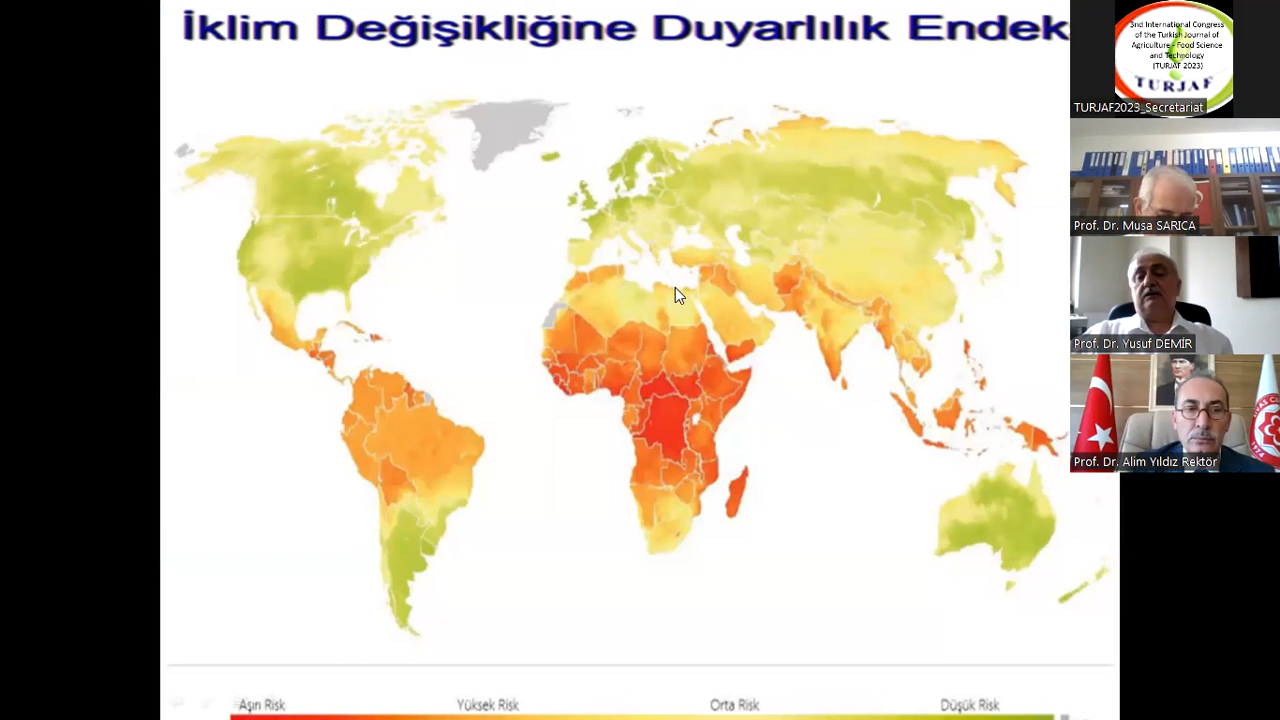 İklim Değişikliğine Duyarlılık Endek
3nd International Congress
of the Turkish Journal of
Agriculture - Food Science
and Technology
(TURJAF 2023)
TURJAF
TURJAF2023_Secretariat
Prof. Dr. Musa SARICA
Prof. Dr. Yusuf DEMİR
Prof. Dr. Alim Yıldız Rektör
Aşırı Risk Yüksek Risk Orta Risk Düşük Risk